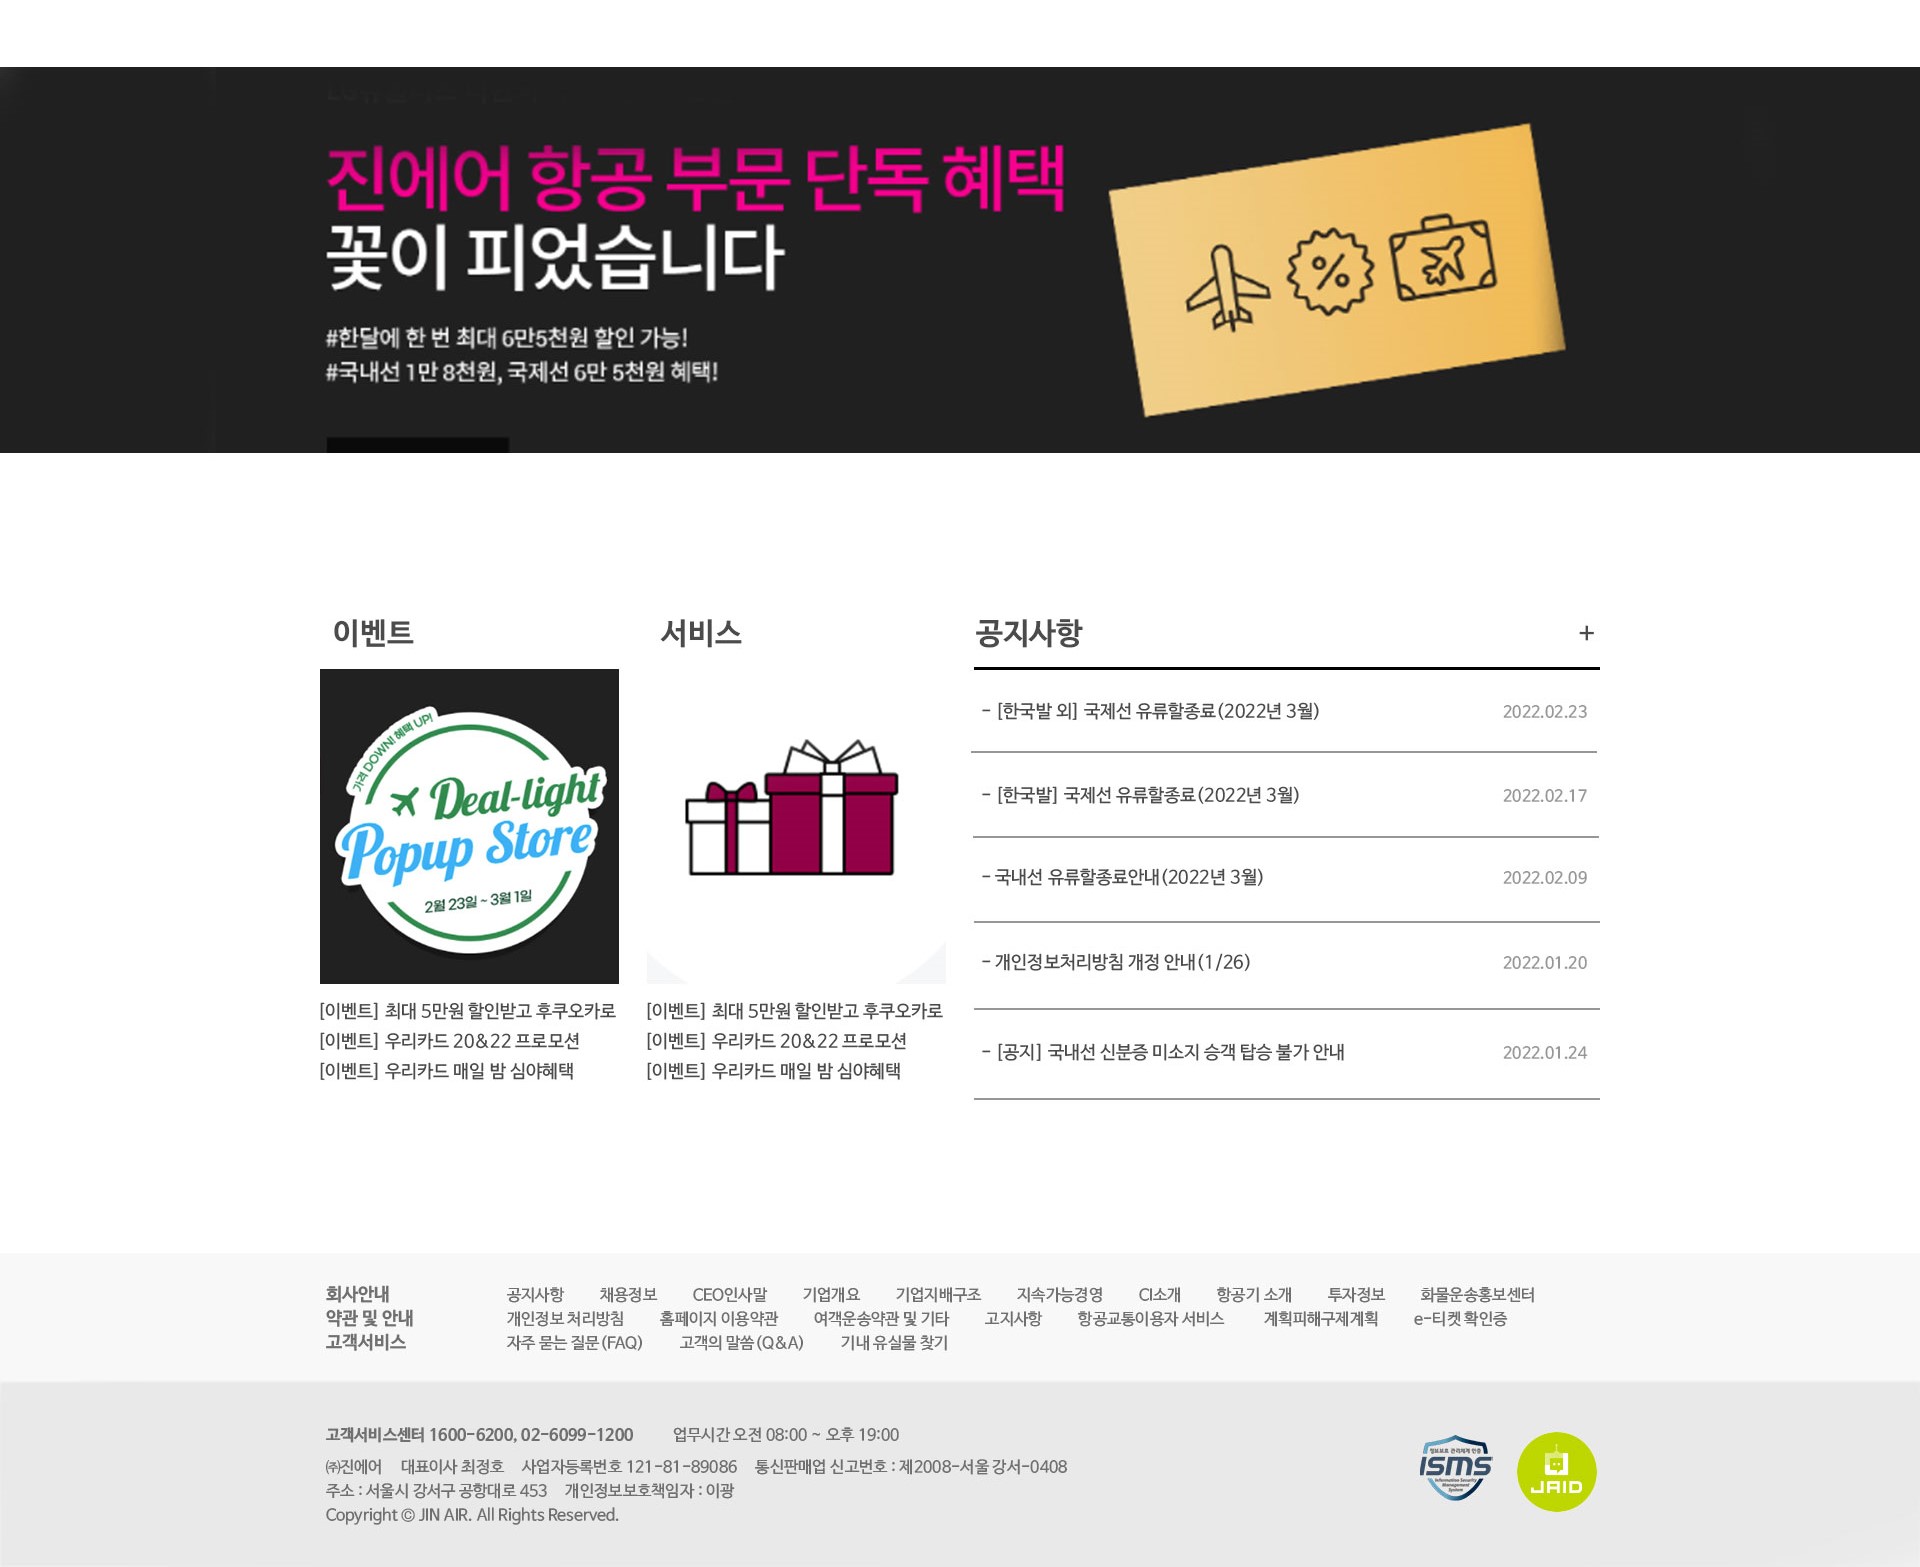 진에어 항공 부문 단독 혜택
꽃이 피었습니다
#한달에 한 번 최대 6만5천원 할인 가능!
#국내선 1만 8천원, 국제선 6만 5천원 혜택!
이벤트
가격 DOWN! 혜택 UP!
Deal-light
Popup Store
2월 23일 ~ 3월 1일
[이벤트] 최대 5만원 할인받고 후쿠오카로
[이벤트] 우리카드 20&22 프로모션
[이벤트] 우리카드 매일 밤 심야혜택
서비스
[이벤트] 최대 5만원 할인받고 후쿠오카로
[이벤트] 우리카드 20&22 프로모션
[이벤트] 우리카드 매일 밤 심야혜택
공지사항 +
- [한국발 외] 국제선 유류할종료(2022년 3월) 2022.02.23
- [한국발] 국제선 유류할종료(2022년 3월) 2022.02.17
- 국내선 유류할종료안내(2022년 3월) 2022.02.09
- 개인정보처리방침 개정 안내(1/26) 2022.01.20
- [공지] 국내선 신분증 미소지 승객 탑승 불가 안내 2022.01.24
회사안내 공지사항 채용정보 CEO인사말 기업개요 기업지배구조 지속가능경영 CI소개 항공기 소개 투자정보 화물운송홍보센터
약관 및 안내 개인정보 처리방침 홈페이지 이용약관 여객운송약관 및 기타 고지사항 항공교통이용자 서비스 계획피해구제계획 e-티켓 확인증
고객서비스 자주 묻는 질문(FAQ) 고객의 말씀(Q&A) 기내 유실물 찾기
고객서비스센터 1600-6200, 02-6099-1200 업무시간 오전 08:00 ~ 오후 19:00
㈜진에어 대표이사 최정호 사업자등록번호 121-81-89086 통신판매업 신고번호 : 제2008-서울 강서-0408
주소 : 서울시 강서구 공항대로 453 개인정보보호책임자 : 이광
Copyright © JIN AIR. All Rights Reserved.
정보보호 관리체계 인증
ISMS
Information Security
Management
System
JAID